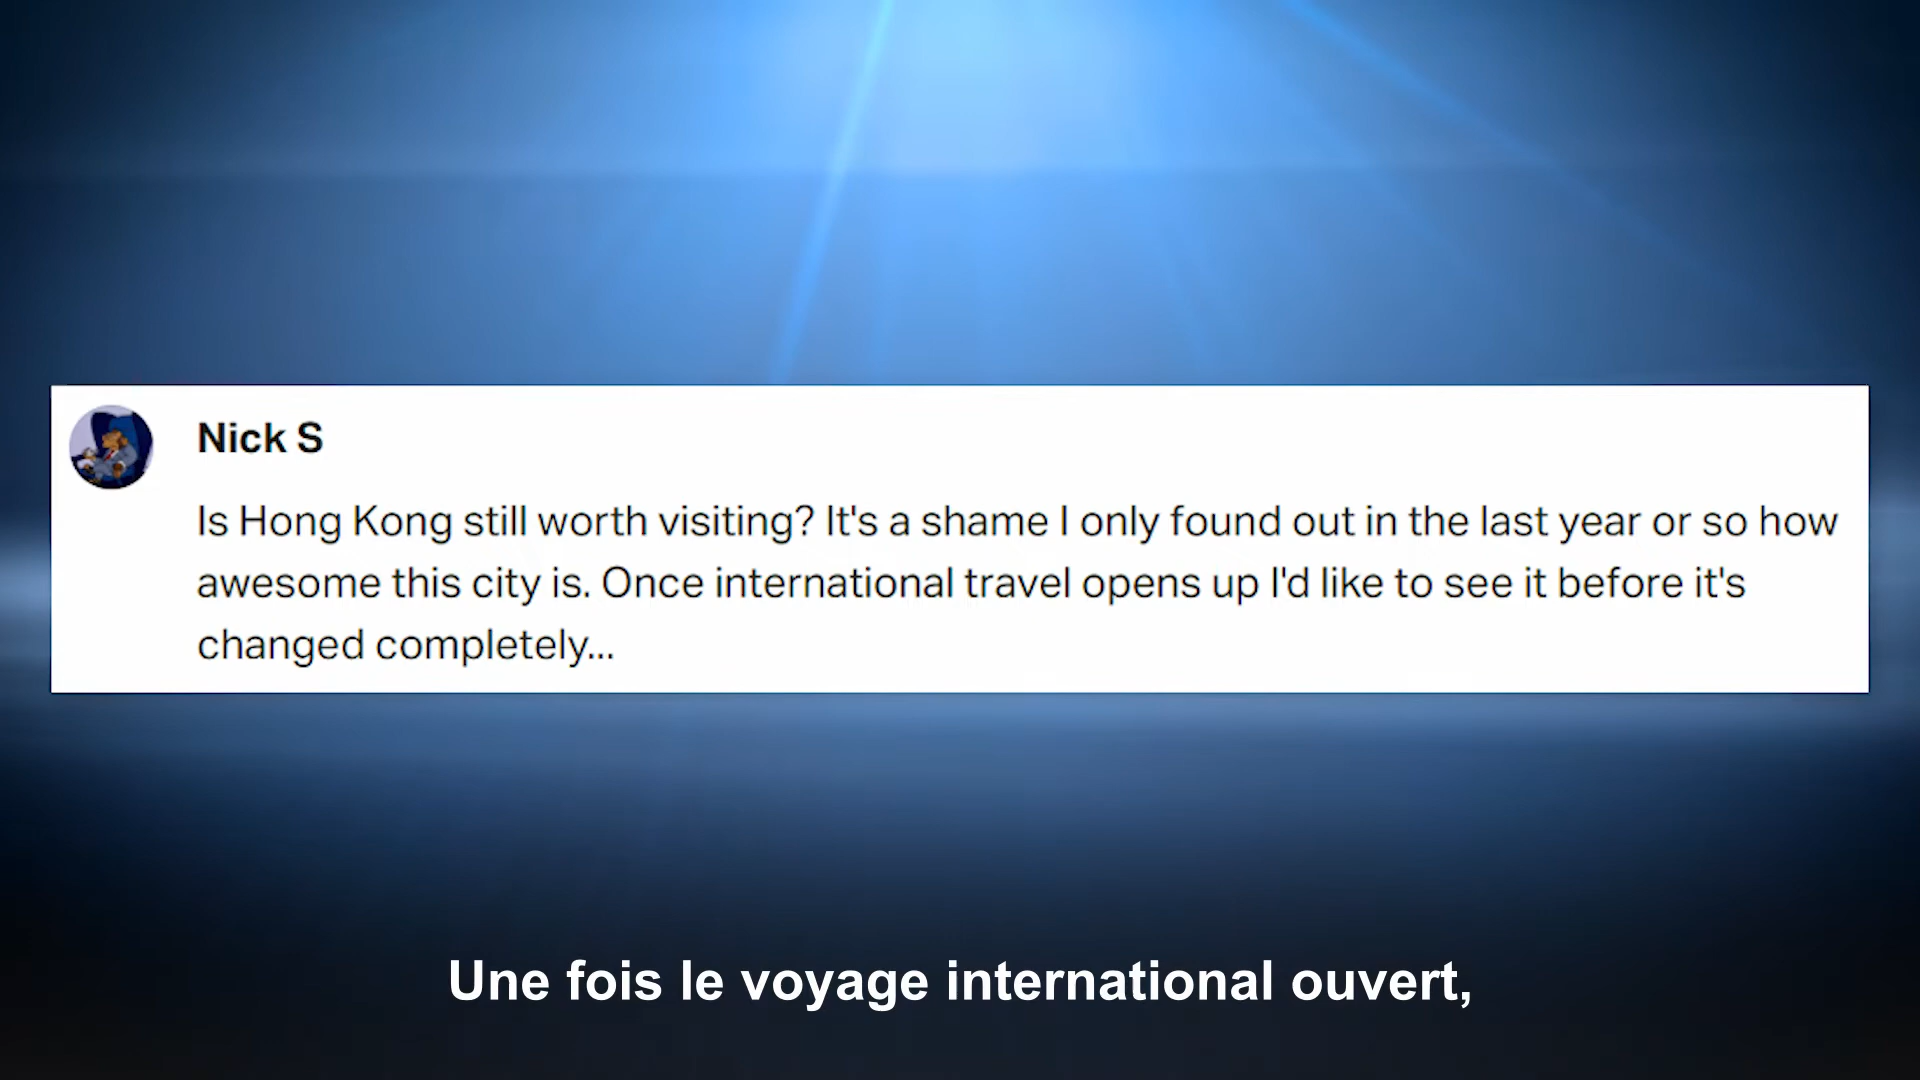 Nick S
Is Hong Kong still worth visiting? It's a shame I only found out in the last year or so how
awesome this city is. Once international travel opens up I'd like to see it before it's
changed completely...
Une fois le voyage international ouvert,